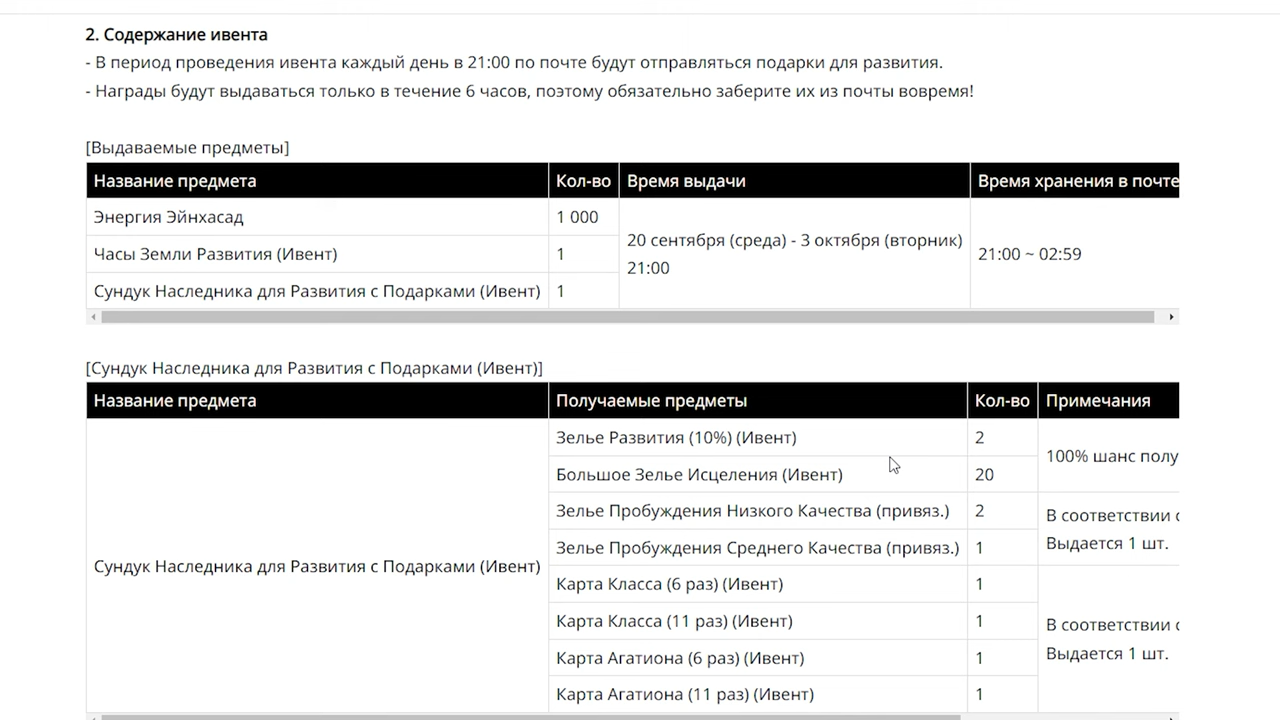 2. Содержание ивента
- В период проведения ивента каждый день в 21:00 по почте будут отправляться подарки для развития.
- Награды будут выдаваться только в течение 6 часов, поэтому обязательно заберите их из почты вовремя!
[Выдаваемые предметы]
Название предмета Кол-во Время выдачи Время хранения в почте
Энергия Эйнхасад 1 000
20 сентября (среда) - 3 октября (вторник)
Часы Земли Развития (Ивент) 1 21:00 ~ 02:59
21:00
Сундук Наследника для Развития с Подарками (Ивент) 1
[Сундук Наследника для Развития с Подарками (Ивент)]
Название предмета Получаемые предметы Кол-во Примечания
Зелье Развития (10%) (Ивент) 2
100% шанс полу
Большое Зелье Исцеления (Ивент) 20
Зелье Пробуждения Низкого Качества (привяз.) 2
В соответствии с
Выдается 1 шт.
Зелье Пробуждения Среднего Качества (привяз.) 1
Сундук Наследника для Развития с Подарками (Ивент)
Карта Класса (6 раз) (Ивент) 1
Карта Класса (11 раз) (Ивент) 1
В соответствии с
Выдается 1 шт.
Карта Агатиона (6 раз) (Ивент) 1
Карта Агатиона (11 раз) (Ивент) 1